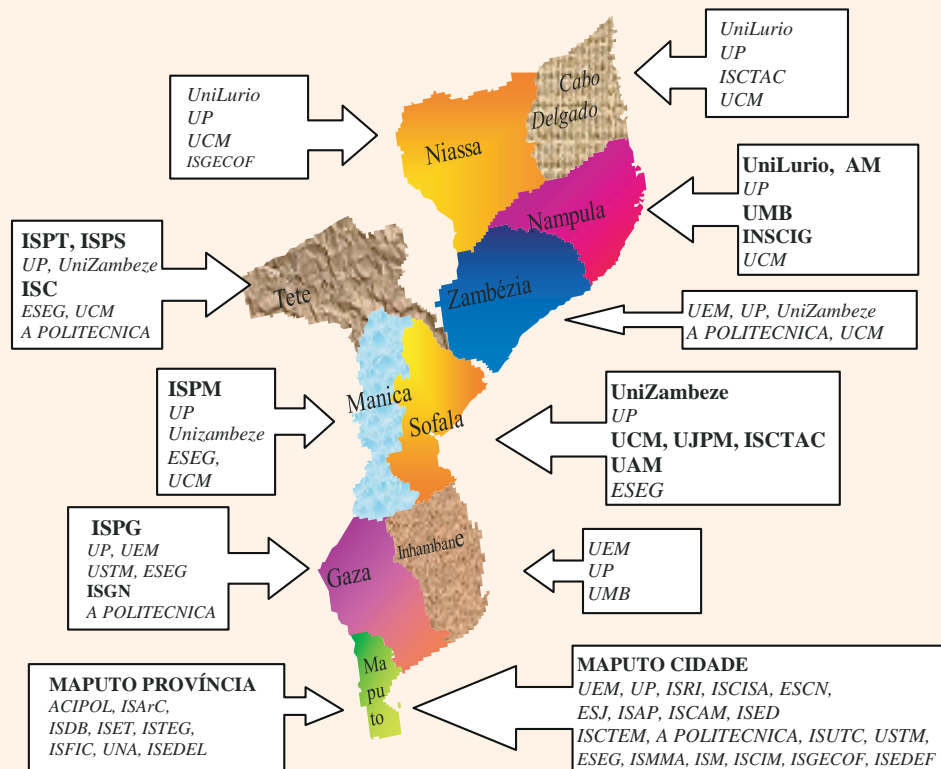 UniLurio
UP
ISCTAC
UCM
Cabo
Delgado
UniLurio
UP
UCM
ISGECOF
Niassa
UniLurio, AM
UP
UMB
INSCIG
UCM
Nampula
ISPT, ISPS
UP, UniZambeze
ISC
ESEG, UCM
A POLITECNICA
Tete
Zambézia
UEM, UP, UniZambeze
A POLITECNICA, UCM
ISPM
UP
Unizambeze
ESEG,
UCM
Manica
Sofala
UniZambeze
UP
UCM, UJPM, ISCTAC
UAM
ESEG
ISPG
UP, UEM
USTM, ESEG
ISGN
A POLITECNICA
Gaza
Inhambane
UEM
UP
UMB
MAPUTO PROVÍNCIA
ACIPOL, ISArC,
ISDB, ISET, ISTEG,
ISFIC, UNA, ISEDEL
Ma
pu
to
MAPUTO CIDADE
UEM, UP, ISRI, ISCISA, ESCN,
ESJ, ISAP, ISCAM, ISED
ISCTEM, A POLITECNICA, ISUTC, USTM,
ESEG, ISMMA, ISM, ISCIM, ISGECOF, ISEDEF